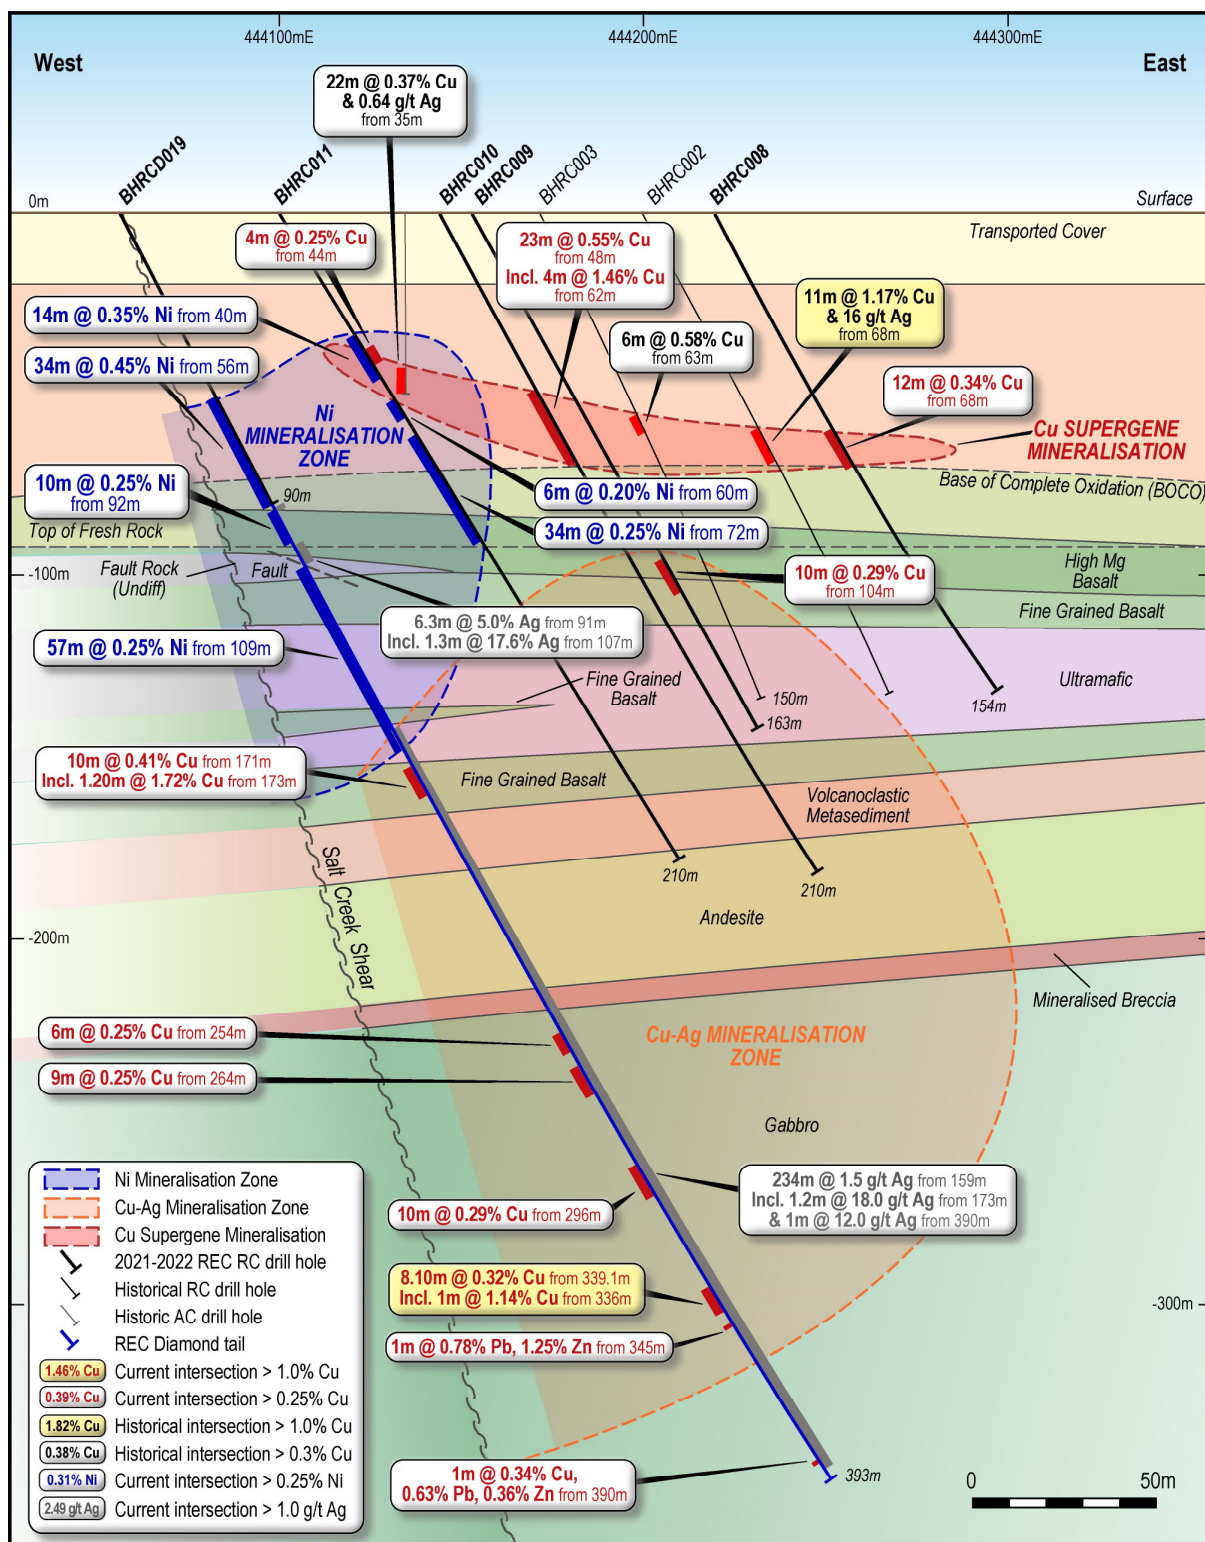 444100mE
444200mE
444300mE
West
East
22m @ 0.37% Cu
& 0.64 g/t Ag
from 35m
BHRCD019
BHRC011
BHRC010
BHRC009
BHRC003
BHRC002
BHRC008
0m
Surface
Transported Cover
4m @ 0.25% Cu
from 44m
23m @ 0.55% Cu
from 48m
Incl. 4m @ 1.46% Cu
from 62m
11m @ 1.17% Cu
& 16 g/t Ag
from 68m
14m @ 0.35% Ni from 40m
6m @ 0.58% Cu
from 63m
34m @ 0.45% Ni from 56m
12m @ 0.34% Cu
from 68m
Ni
MINERALISATION
ZONE
Cu SUPERGENE
MINERALISATION
10m @ 0.25% Ni
from 92m
90m
6m @ 0.20% Ni from 60m
Base of Complete Oxidation (BOCO)
Top of Fresh Rock
34m @ 0.25% Ni from 72m
Fault Rock
(Undiff)
Fault
-100m
High Mg
Basalt
10m @ 0.29% Cu
from 104m
Fine Grained Basalt
6.3m @ 5.0% Ag from 91m
Incl. 1.3m @ 17.6% Ag from 107m
57m @ 0.25% Ni from 109m
Fine Grained
Basalt
Ultramafic
150m
163m
154m
10m @ 0.41% Cu from 171m
Incl. 1.20m @ 1.72% Cu from 173m
Fine Grained Basalt
Volcanoclastic
Metasediment
Salt Creek Shear
210m
210m
Andesite
-200m
Mineralised Breccia
6m @ 0.25% Cu from 254m
Cu-Ag MINERALISATION
ZONE
9m @ 0.25% Cu from 264m
Gabbro
234m @ 1.5 g/t Ag from 159m
Incl. 1.2m @ 18.0 g/t Ag from 173m
& 1m @ 12.0 g/t Ag from 390m
10m @ 0.29% Cu from 296m
8.10m @ 0.32% Cu from 339.1m
Incl. 1m @ 1.14% Cu from 336m
-300m
1m @ 0.78% Pb, 1.25% Zn from 345m
1m @ 0.34% Cu,
0.63% Pb, 0.36% Zn from 390m
393m
Ni Mineralisation Zone
Cu-Ag Mineralisation Zone
Cu Supergene Mineralisation
2021-2022 REC RC drill hole
Historical RC drill hole
Historic AC drill hole
REC Diamond tail
1.46% Cu Current intersection > 1.0% Cu
0.39% Cu Current intersection > 0.25% Cu
1.82% Cu Historical intersection > 1.0% Cu
0.38% Cu Historical intersection > 0.3% Cu
0.31% Ni Current intersection > 0.25% Ni
2.49 g/t Ag Current intersection > 1.0 g/t Ag
0 50m